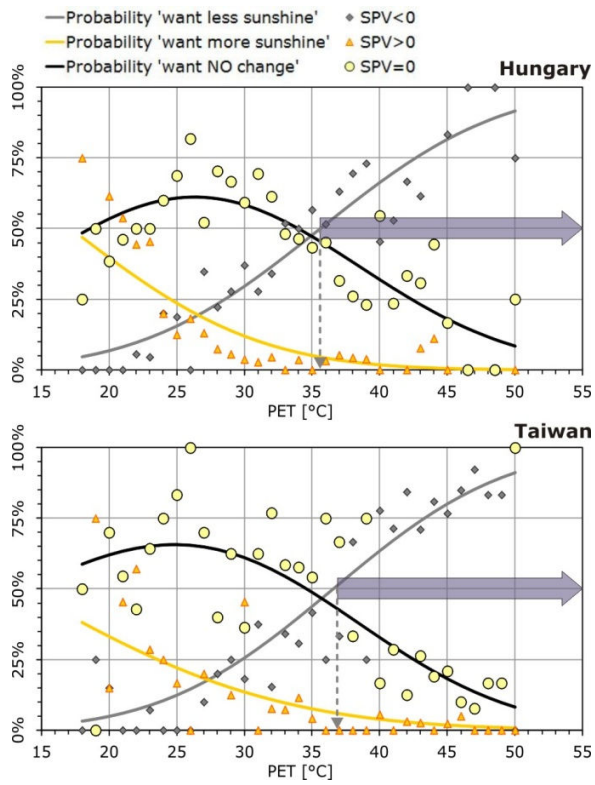 Probability 'want less sunshine' SPV<0
Probability 'want more sunshine' SPV>0
Probability 'want NO change' SPV=0
Hungary
100%
75%
50%
25%
0%
15 20 25 30 35 40 45 50 55
PET [°C]
Taiwan
100%
75%
50%
25%
0%
15 20 25 30 35 40 45 50 55
PET [°C]